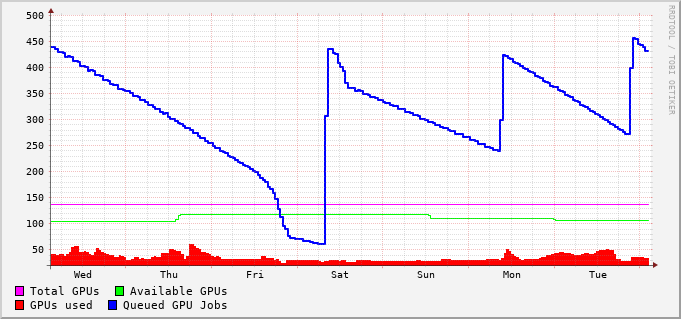 500
450
400
350
300
250
200
150
100
50
Wed Thu Fri Sat Sun Mon Tue
Total GPUs Available GPUs
GPUs used Queued GPU Jobs
RRDTOOL / TOBI OETIKER